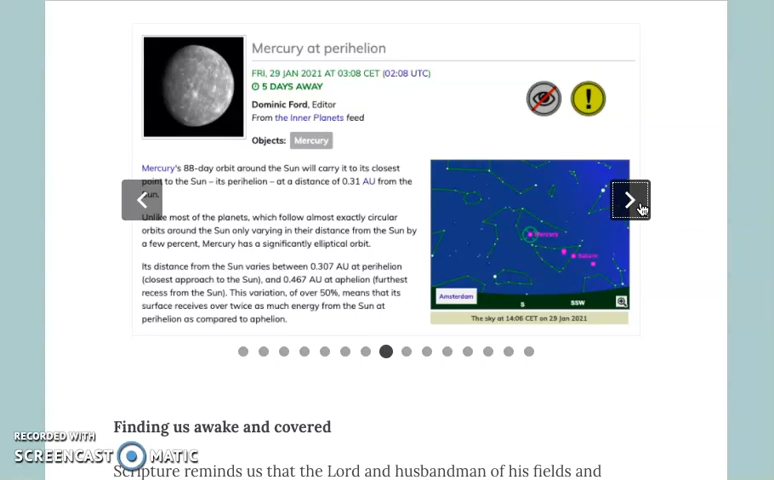 Mercury at perihelion
FRI, 29 JAN 2021 AT 03:08 CET (02:08 UTC)
5 DAYS AWAY
Dominic Ford, Editor
From the Inner Planets feed
Objects: Mercury
Mercury's 88-day orbit around the Sun will carry it to its closest
point to the Sun – its perihelion – at a distance of 0.31 AU from the
Sun.
Unlike most of the planets, which follow almost exactly circular
orbits around the Sun only varying in their distance from the Sun by
a few percent, Mercury has a significantly elliptical orbit.
Its distance from the Sun varies between 0.307 AU at perihelion
(closest approach to the Sun), and 0.467 AU at aphelion (furthest
recess from the Sun). This variation, of over 50%, means that its
surface receives over twice as much energy from the Sun at
perihelion as compared to aphelion.
Mercury
Saturn
Amsterdam
S
SSW
The sky at 14:06 CET on 29 Jan 2021
Finding us awake and covered
RECORDED WITH
SCREENCAST MATIC
Scripture reminds us that the Lord and husbandman of his fields and